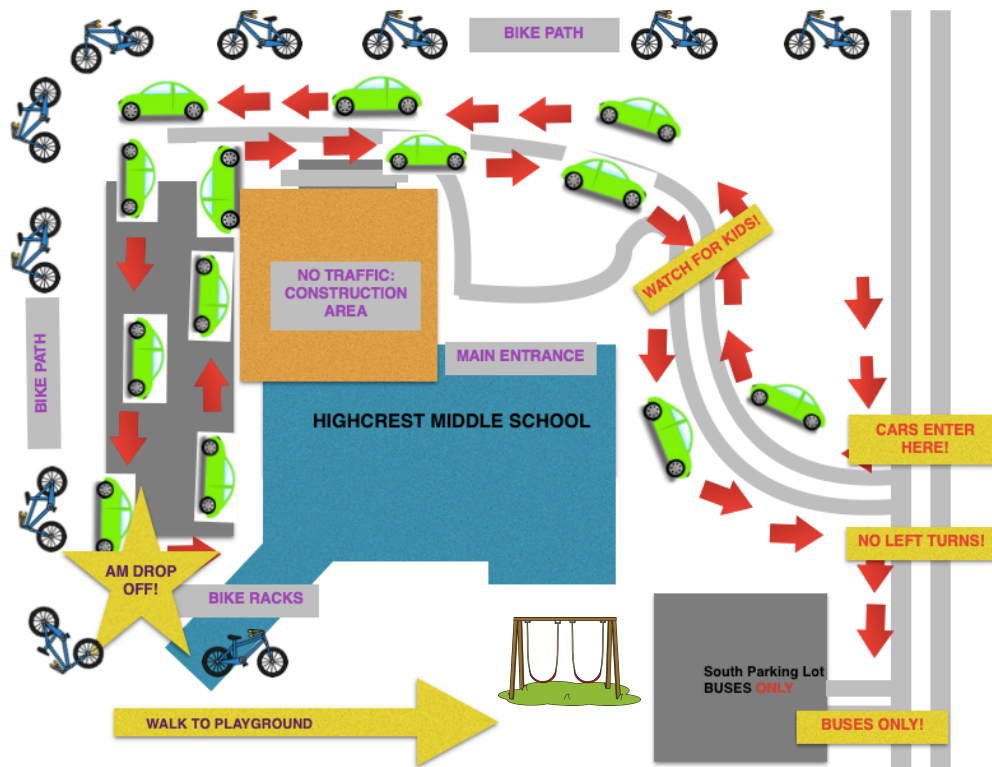 BIKE PATH
WATCH FOR KIDS!
NO TRAFFIC:
CONSTRUCTION
AREA
BIKE PATH
MAIN ENTRANCE
HIGHCREST MIDDLE SCHOOL
CARS ENTER
HERE!
NO LEFT TURNS!
AM DROP
OFF!
BIKE RACKS
South Parking Lot
BUSES ONLY
WALK TO PLAYGROUND
BUSES ONLY!